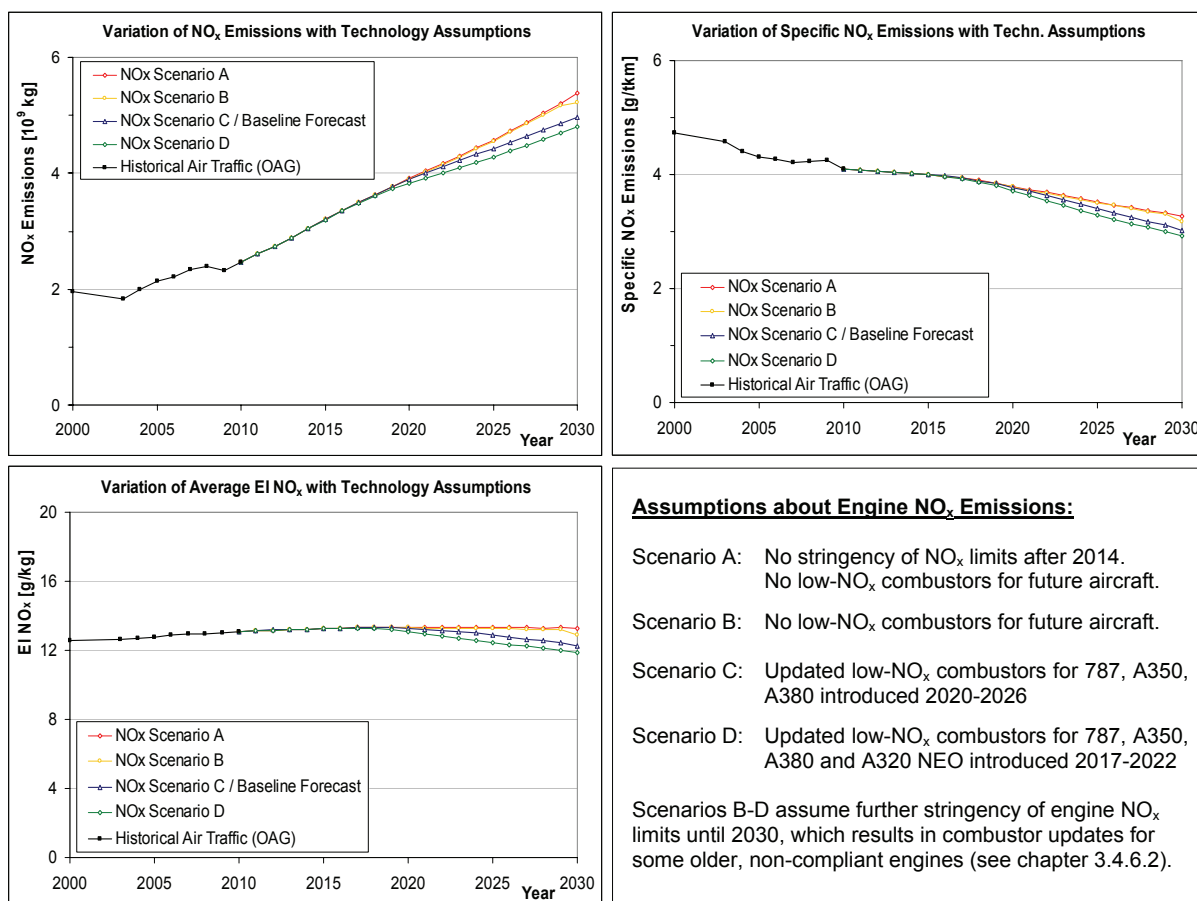 Variation of NOx Emissions with Technology Assumptions
NOx Emissions [10^9 kg]
6
4
2
0
NOx Scenario A
NOx Scenario B
NOx Scenario C / Baseline Forecast
NOx Scenario D
Historical Air Traffic (OAG)
2000 2005 2010 2015 2020 2025 2030
Year
Variation of Specific NOx Emissions with Techn. Assumptions
Specific NOx Emissions [g/tkm]
6
4
2
0
NOx Scenario A
NOx Scenario B
NOx Scenario C / Baseline Forecast
NOx Scenario D
Historical Air Traffic (OAG)
2000 2005 2010 2015 2020 2025 2030
Year
Variation of Average EI NOx with Technology Assumptions
EI NOx [g/kg]
20
16
12
8
4
0
NOx Scenario A
NOx Scenario B
NOx Scenario C / Baseline Forecast
NOx Scenario D
Historical Air Traffic (OAG)
2000 2005 2010 2015 2020 2025 2030
Year
Assumptions about Engine NOx Emissions:
Scenario A: No stringency of NOx limits after 2014.
No low-NOx combustors for future aircraft.
Scenario B: No low-NOx combustors for future aircraft.
Scenario C: Updated low-NOx combustors for 787, A350,
A380 introduced 2020-2026
Scenario D: Updated low-NOx combustors for 787, A350,
A380 and A320 NEO introduced 2017-2022
Scenarios B-D assume further stringency of engine NOx
limits until 2030, which results in combustor updates for
some older, non-compliant engines (see chapter 3.4.6.2).